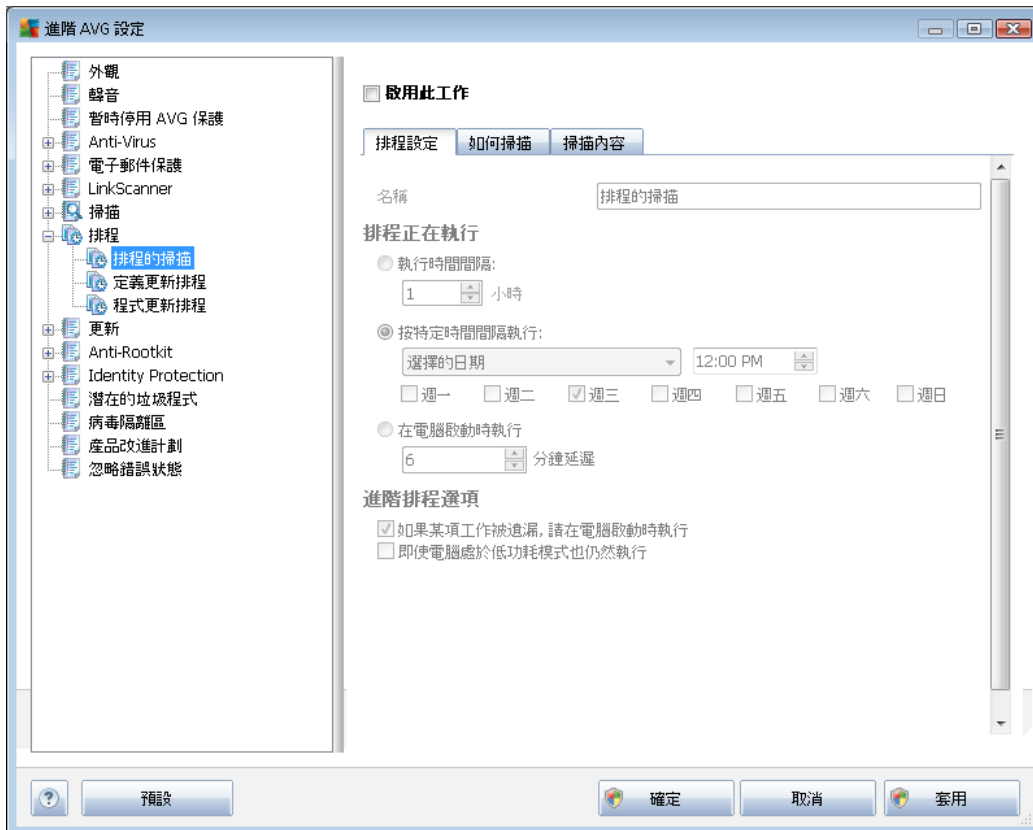 進階 AVG 設定
外觀
聲音
暫時停用 AVG 保護
Anti-Virus
電子郵件保護
LinkScanner
掃描
排程
排程的掃描
定義更新排程
程式更新排程
更新
Anti-Rootkit
Identity Protection
潛在的垃圾程式
病毒隔離區
產品改進計劃
忽略錯誤狀態
啟用此工作
排程設定 如何掃描 掃描內容
名稱 排程的掃描
排程正在執行
執行時間間隔:
1 小時
按特定時間間隔執行:
選擇的日期 12:00 PM
週一 週二 週三 週四 週五 週六 週日
在電腦啟動時執行
6 分鐘延遲
進階排程選項
如果某項工作被遺漏, 請在電腦啟動時執行
即使電腦處於低功耗模式也仍然執行
? 預設 確定 取消 套用